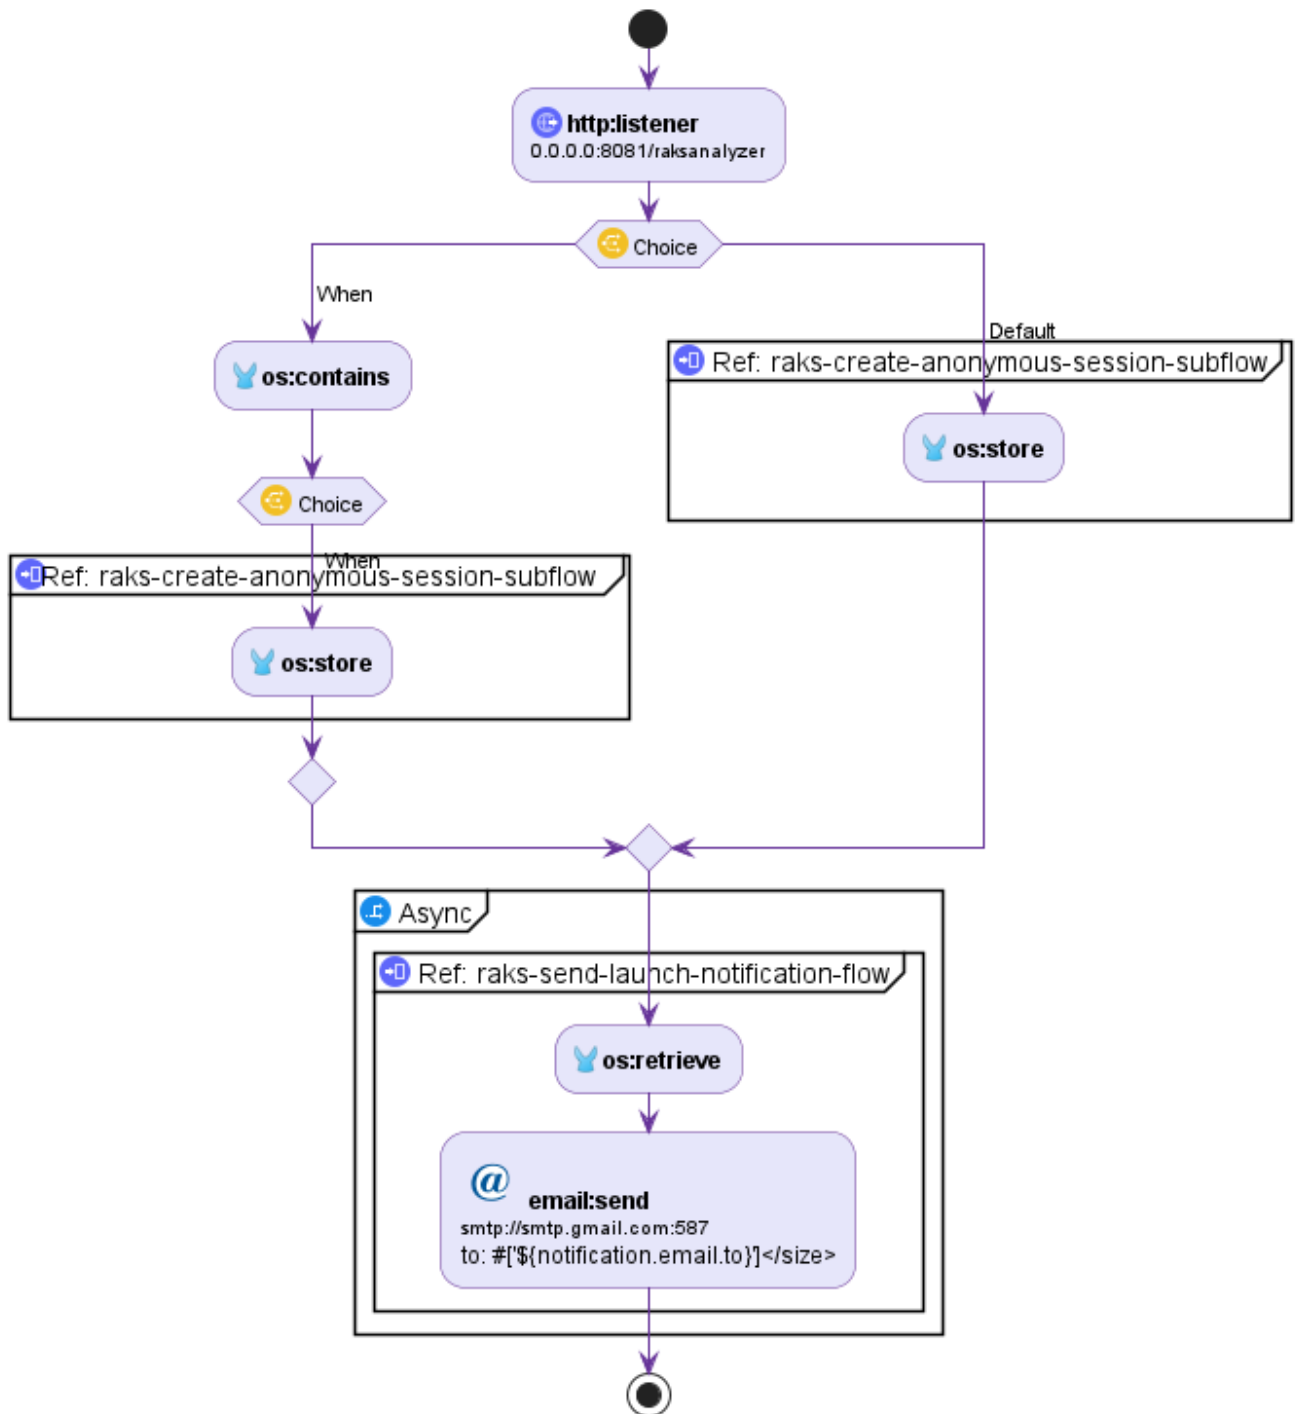 http:listener
0.0.0.0:8081/raksanalyzer
Choice
When
Default
os:contains
Ref: raks-create-anonymous-session-subflow
os:store
Choice
When
Ref: raks-create-anonymous-session-subflow
os:store
Async
Ref: raks-send-launch-notification-flow
os:retrieve
@
email:send
smtp://smtp.gmail.com:587
to: #['${notification.email.to}']</size>